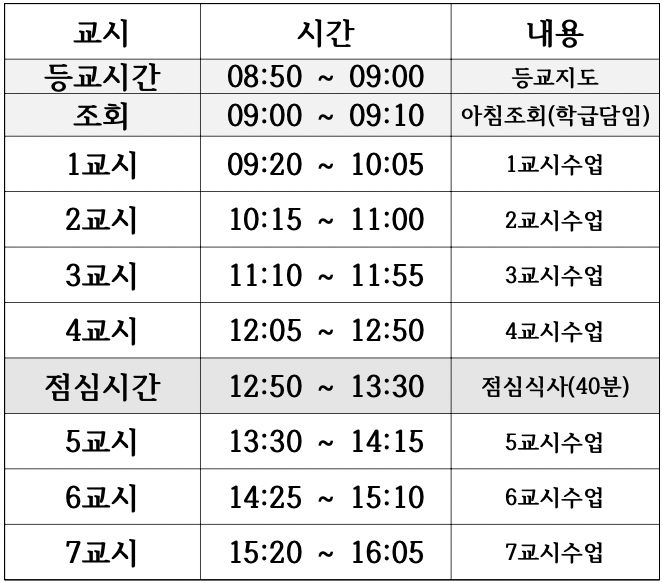 교시 시간 내용
등교시간 08:50 ~ 09:00 등교지도
조회 09:00 ~ 09:10 아침조회(학급담임)
1교시 09:20 ~ 10:05 1교시수업
2교시 10:15 ~ 11:00 2교시수업
3교시 11:10 ~ 11:55 3교시수업
4교시 12:05 ~ 12:50 4교시수업
점심시간 12:50 ~ 13:30 점심식사(40분)
5교시 13:30 ~ 14:15 5교시수업
6교시 14:25 ~ 15:10 6교시수업
7교시 15:20 ~ 16:05 7교시수업